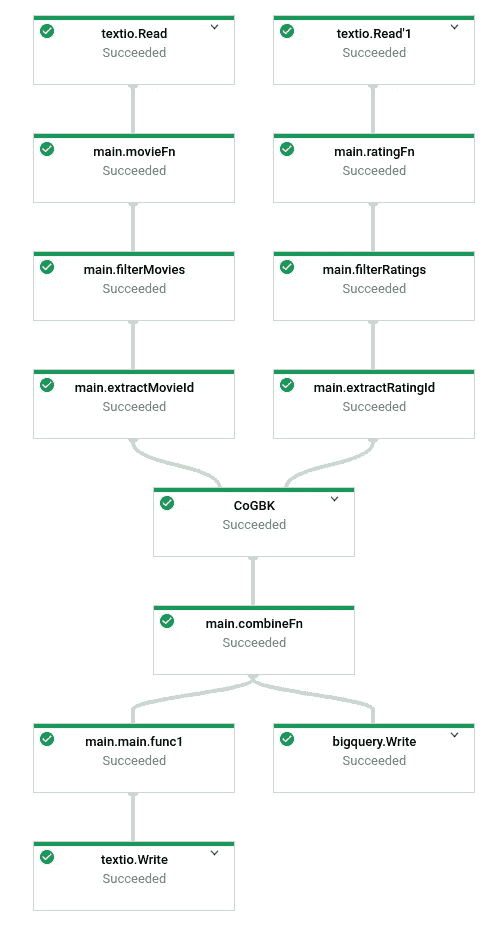 textio.Read
Succeeded
textio.Read'1
Succeeded
main.movieFn
Succeeded
main.ratingFn
Succeeded
main.filterMovies
Succeeded
main.filterRatings
Succeeded
main.extractMovieId
Succeeded
main.extractRatingId
Succeeded
CoGBK
Succeeded
main.combineFn
Succeeded
main.main.func1
Succeeded
bigquery.Write
Succeeded
textio.Write
Succeeded